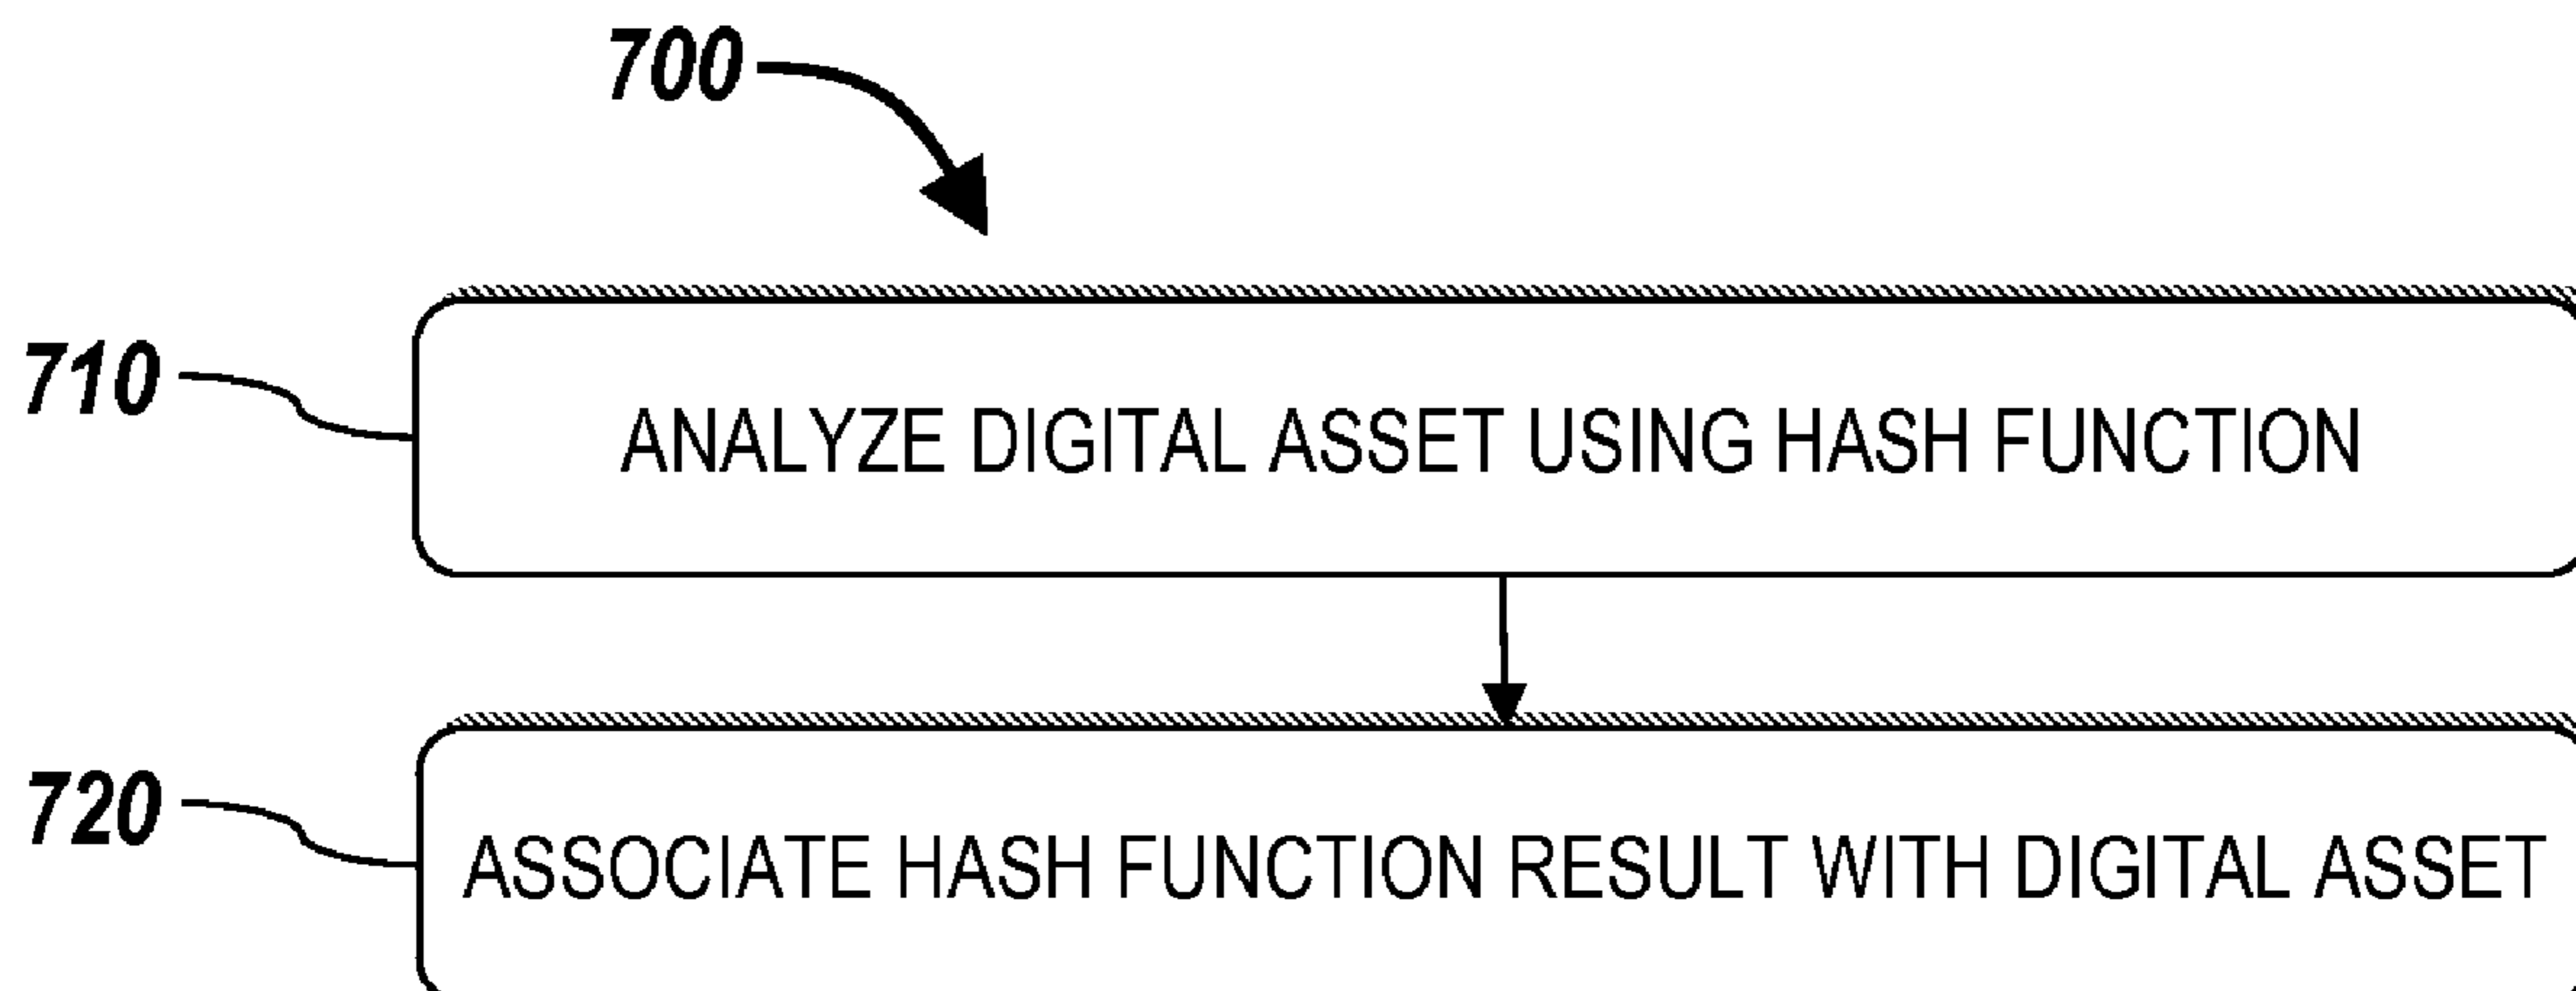 700
710
ANALYZE DIGITAL ASSET USING HASH FUNCTION
720
ASSOCIATE HASH FUNCTION RESULT WITH DIGITAL ASSET